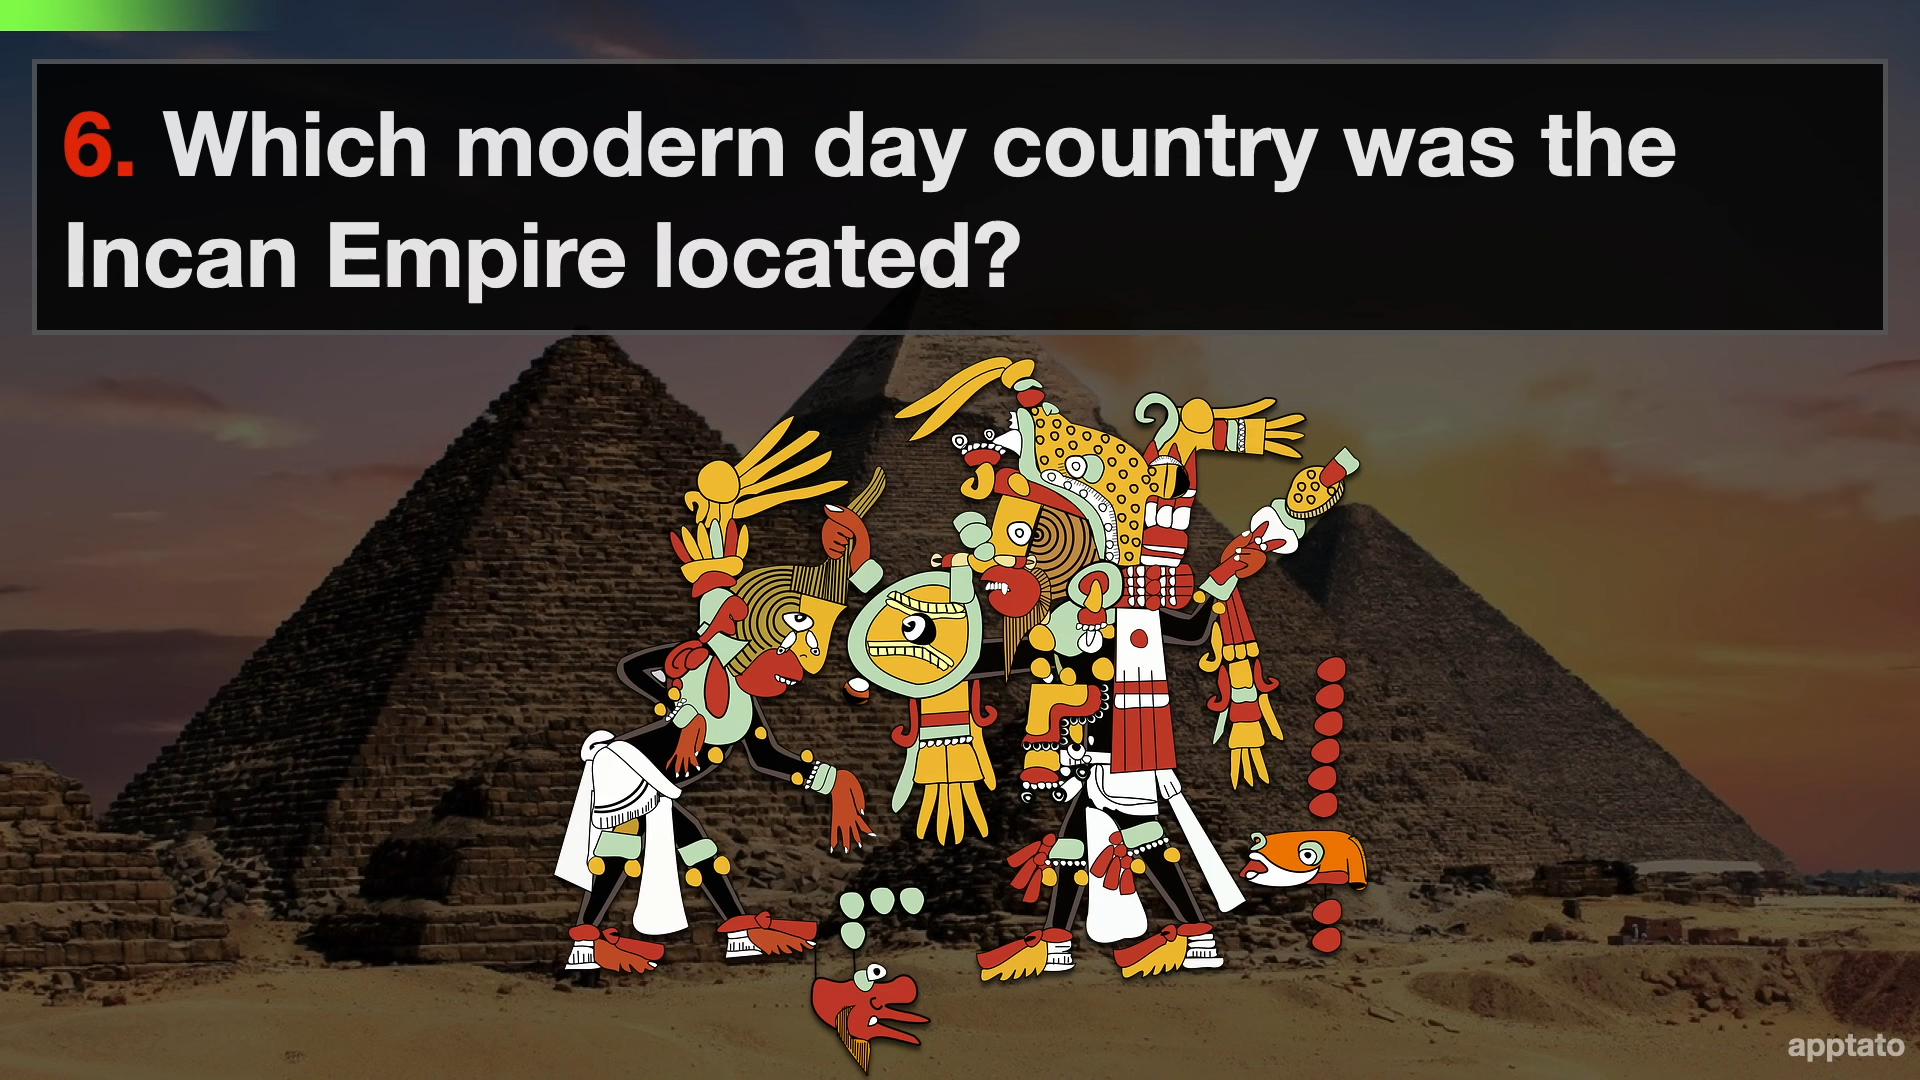 6. Which modern day country was the
Incan Empire located?
apptato